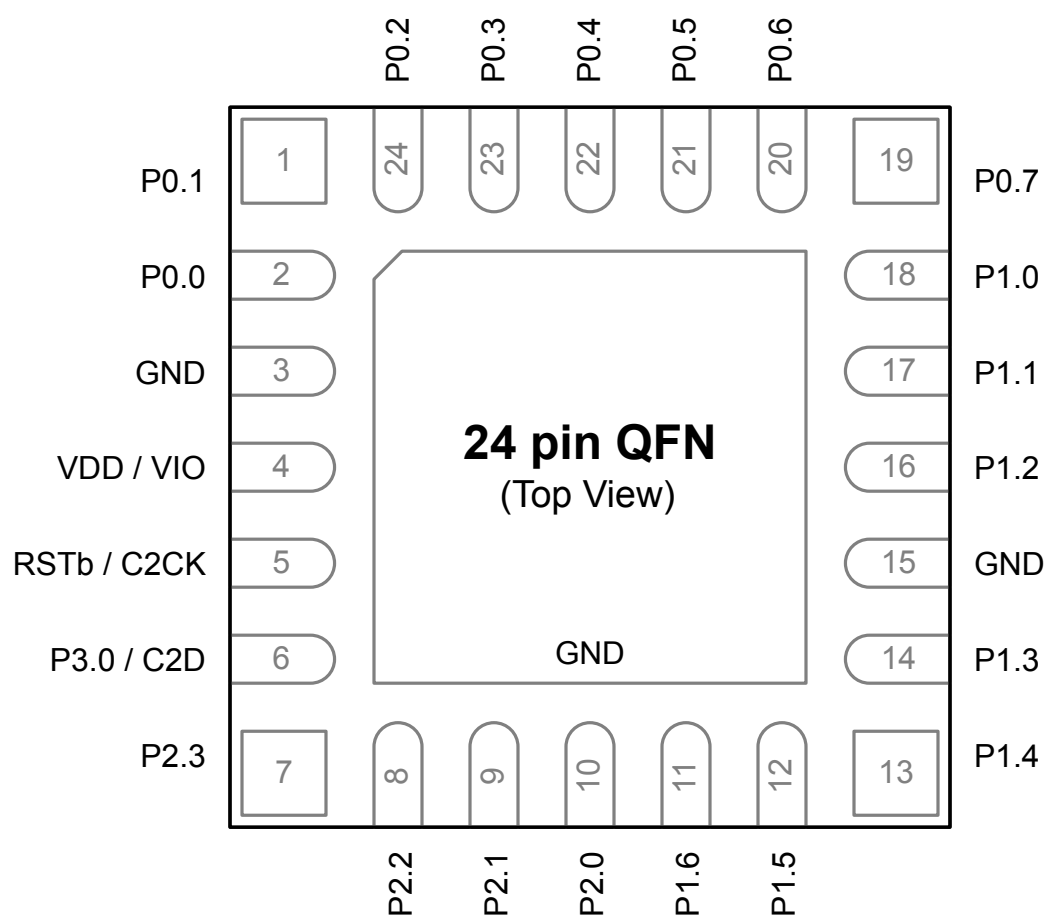 P0.2
P0.3
P0.4
P0.5
P0.6
P0.1
1
24
23
22
21
20
19
P0.7
P0.0
2
18
P1.0
GND
3
17
P1.1
VDD / VIO
4
24 pin QFN
(Top View)
16
P1.2
RSTb / C2CK
5
15
GND
P3.0 / C2D
6
GND
14
P1.3
P2.3
7
8
9
10
11
12
13
P1.4
P2.2
P2.1
P2.0
P1.6
P1.5